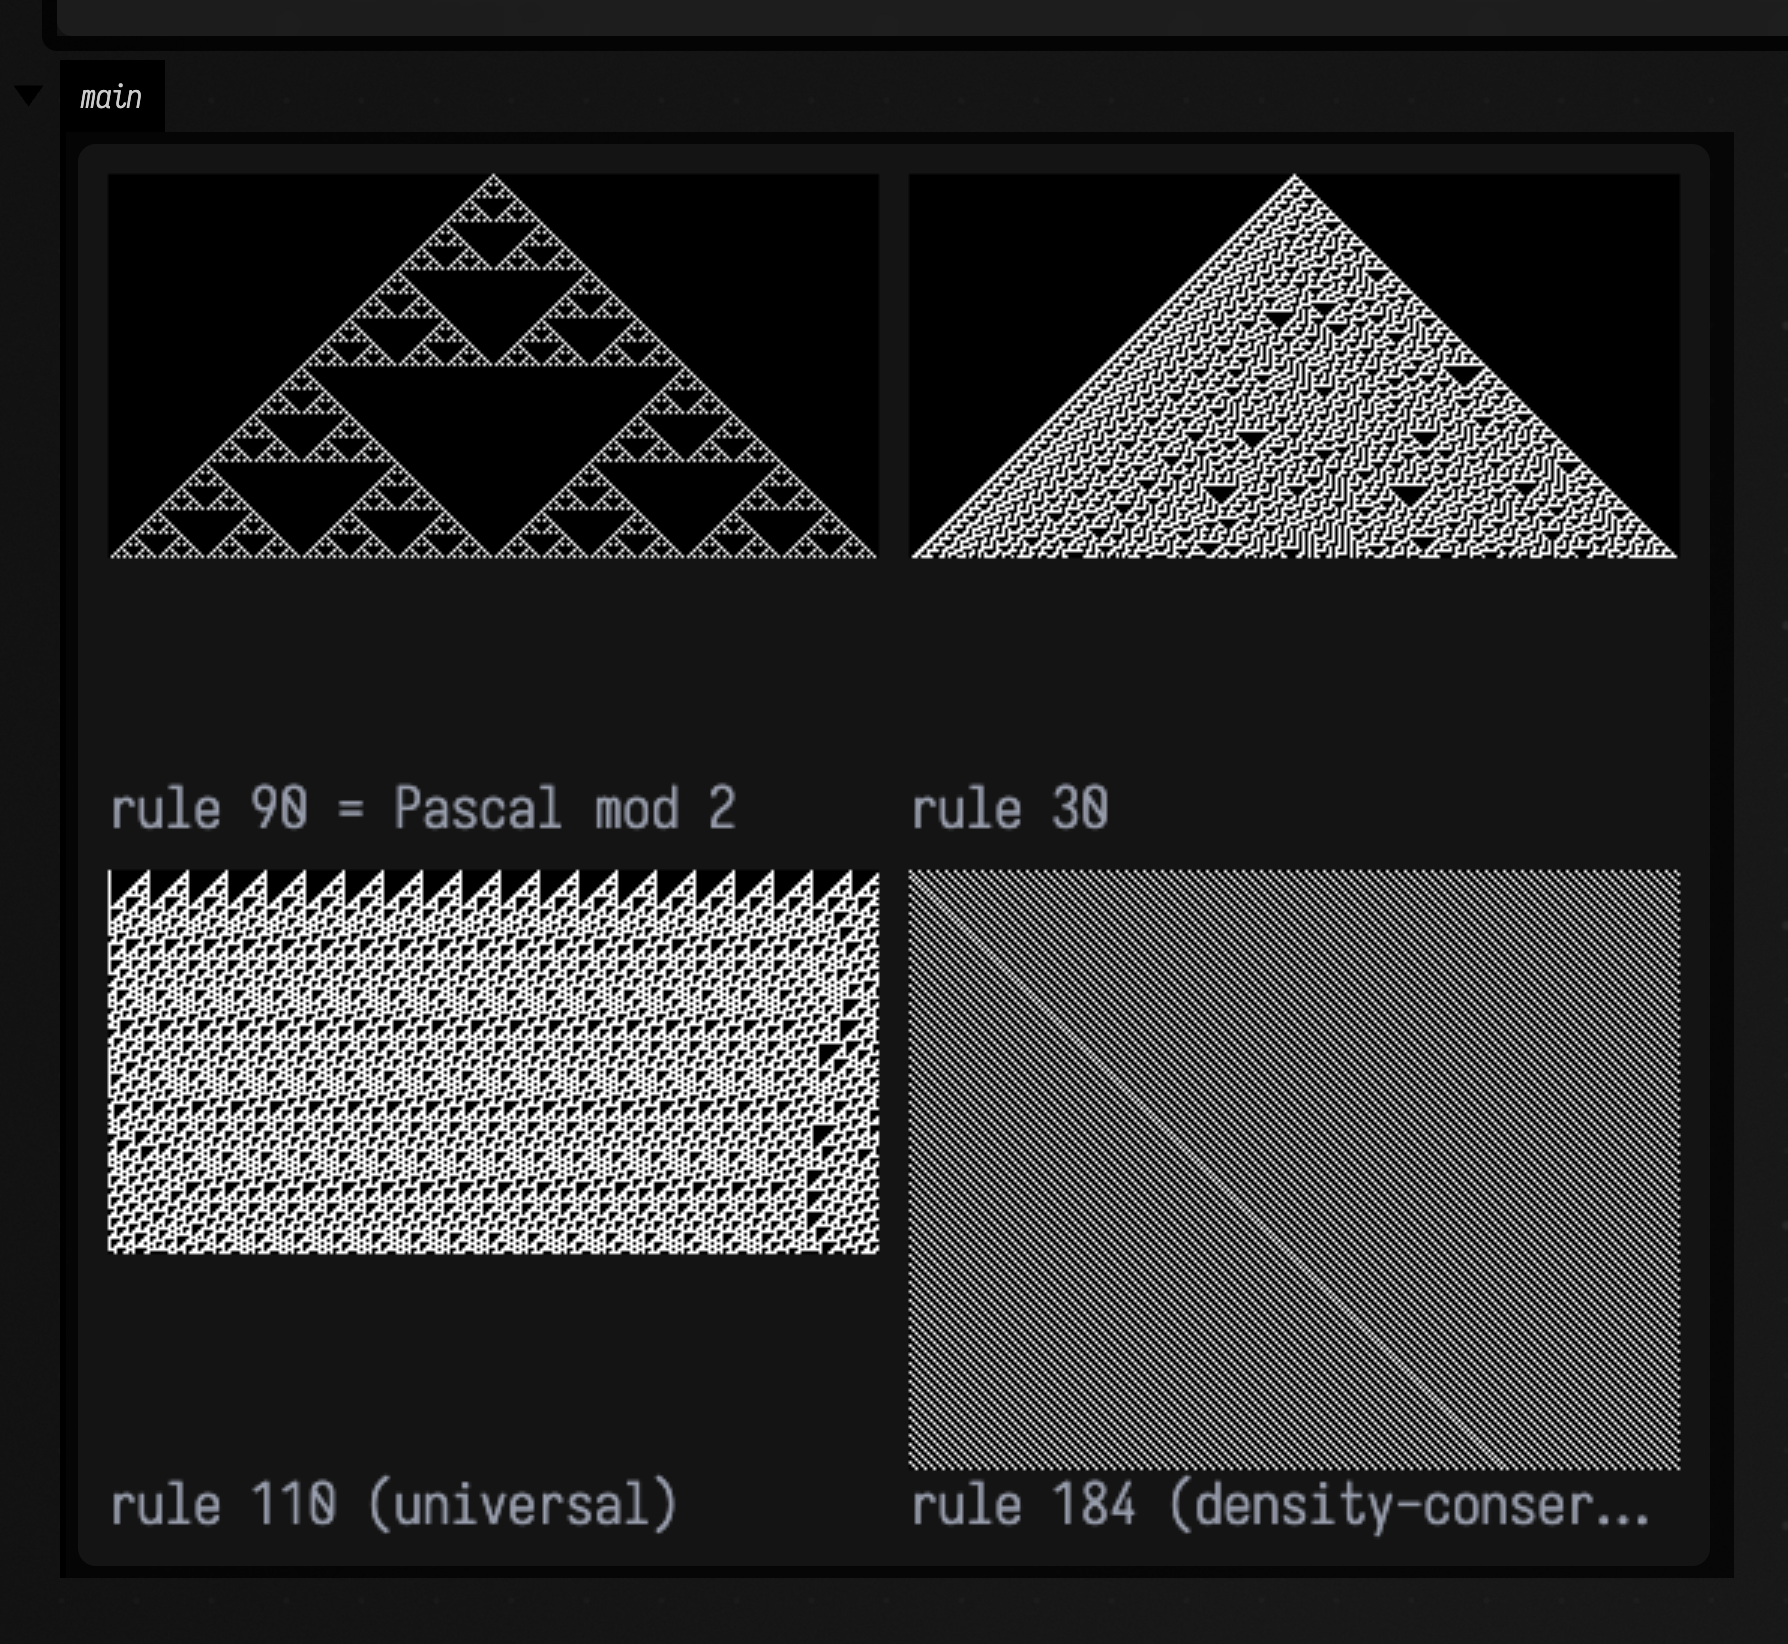 main
rule 90 = Pascal mod 2
rule 30
rule 110 (universal)
rule 184 (density-conser...